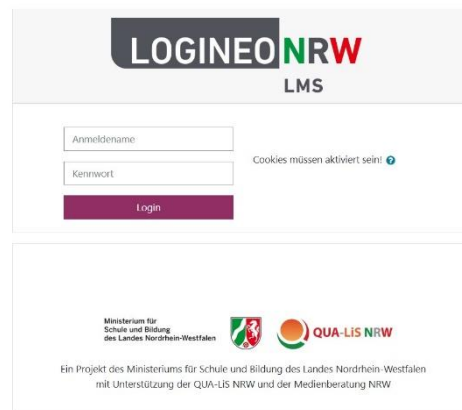 LOGINEO NRW
LMS
Anmeldename
Cookies müssen aktiviert sein!
Kennwort
Login
Ministerium für
Schule und Bildung
des Landes Nordrhein-Westfalen
QUA-LiS NRW
Ein Projekt des Ministeriums für Schule und Bildung des Landes Nordrhein-Westfalen
mit Unterstützung der QUA-LiS NRW und der Medienberatung NRW